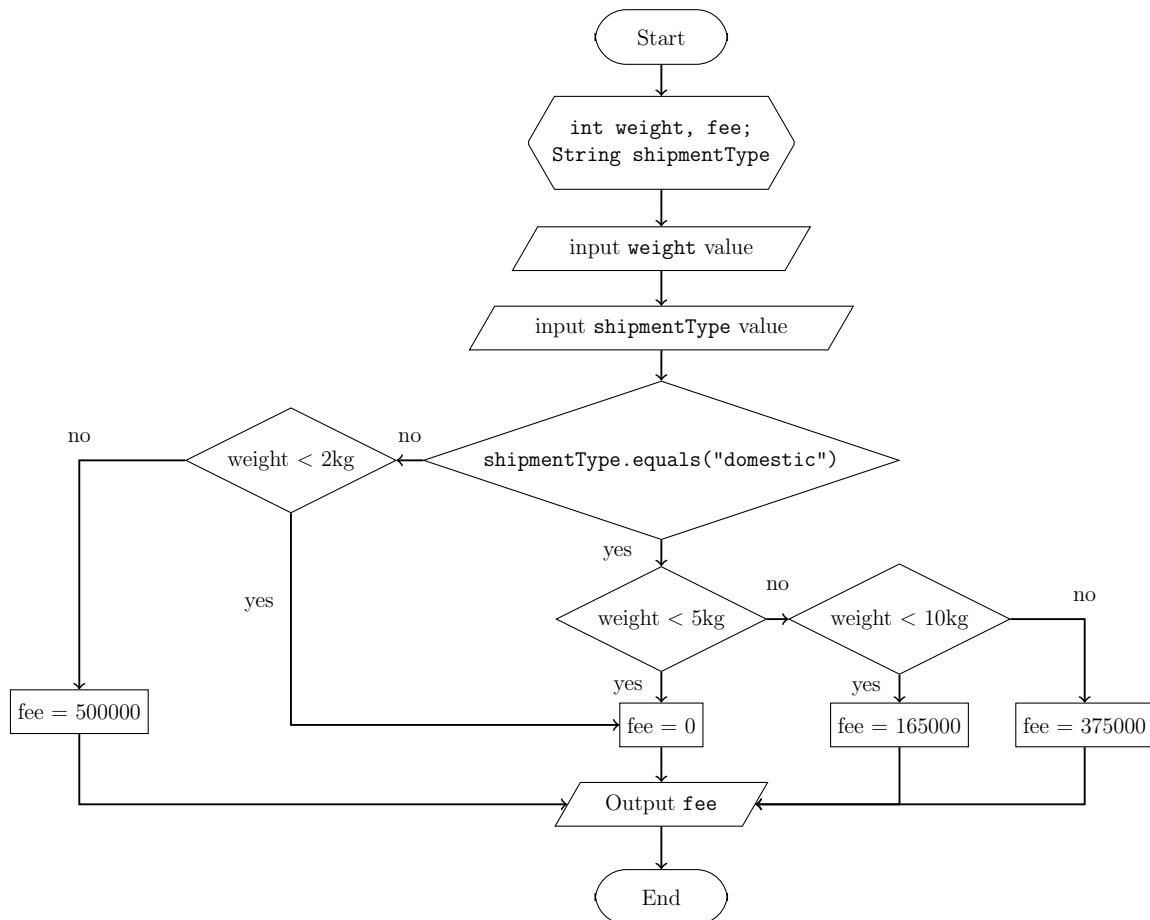 Start
int weight, fee;
String shipmentType
input weight value
input shipmentType value
no
weight < 2kg
no
shipmentType.equals("domestic")
yes
yes
weight < 5kg
no
weight < 10kg
no
yes
yes
fee = 500000
fee = 0
fee = 165000
fee = 375000
Output fee
End